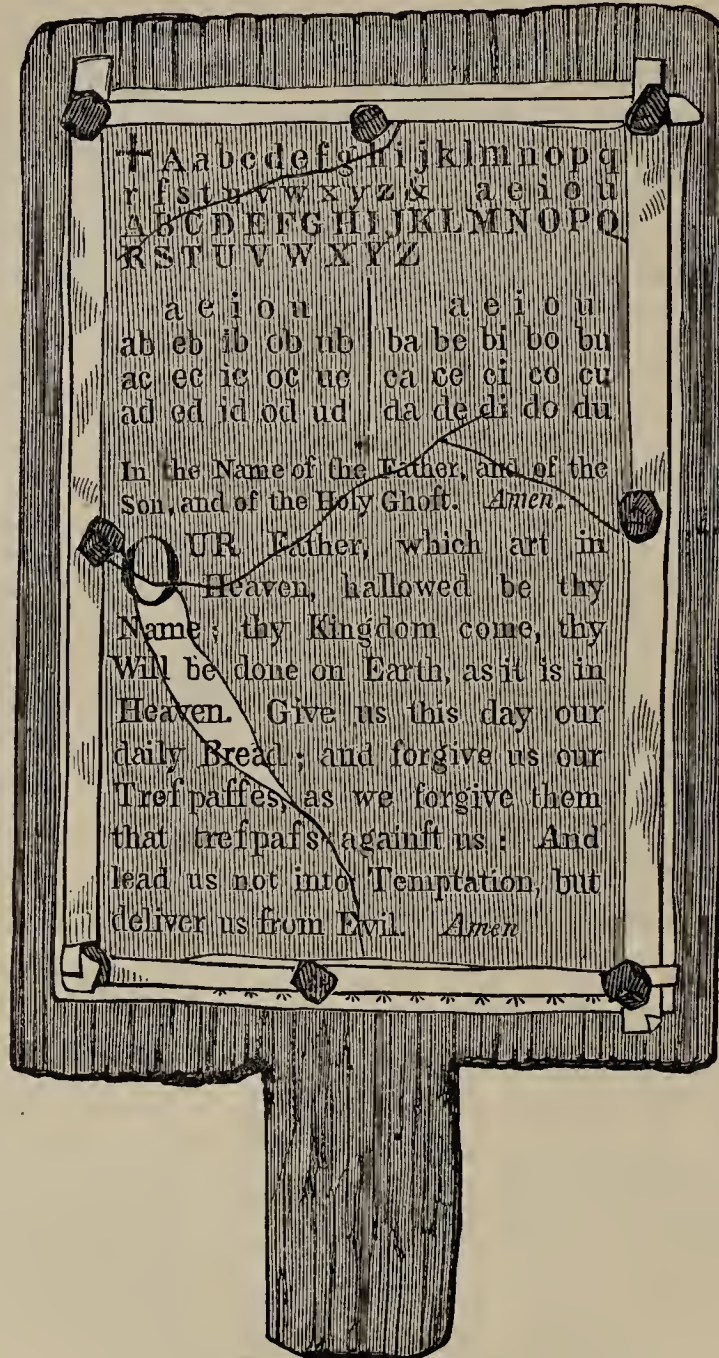 ✝ A a b c d e f g h i j k l m n o p q
r ſ s t u v w x y z & a e i o u
A B C D E F G H I J K L M N O P Q
R S T U V W X Y Z
a e i o u a e i o u
ab eb ib ob ub ba be bi bo bu
ac ec ic oc uc ca ce ci co cu
ad ed id od ud da de di do du
In the Name of the Father, and of the
Son, and of the Holy Ghoſt. Amen.
OUR Father, which art in
Heaven, hallowed be thy
Name; thy Kingdom come, thy
Will be done on Earth, as it is in
Heaven. Give us this day our
daily Bread; and forgive us our
Treſpaſſes, as we forgive them
that treſpaſs againſt us: And
lead us not into Temptation, but
deliver us from Evil. Amen